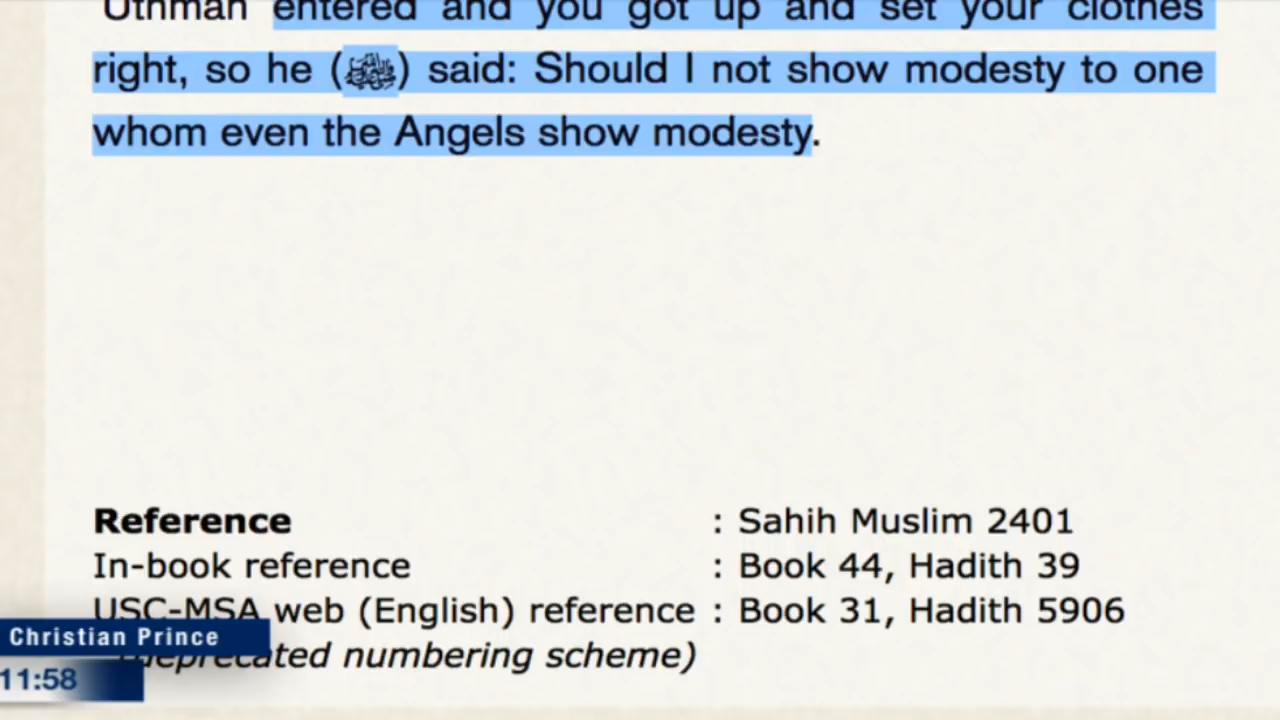 'Uthman entered and you got up and set your clothes
right, so he (ﷺ) said: Should I not show modesty to one
whom even the Angels show modesty.
Reference : Sahih Muslim 2401
In-book reference : Book 44, Hadith 39
USC-MSA web (English) reference : Book 31, Hadith 5906
(deprecated numbering scheme)
Christian Prince
11:58